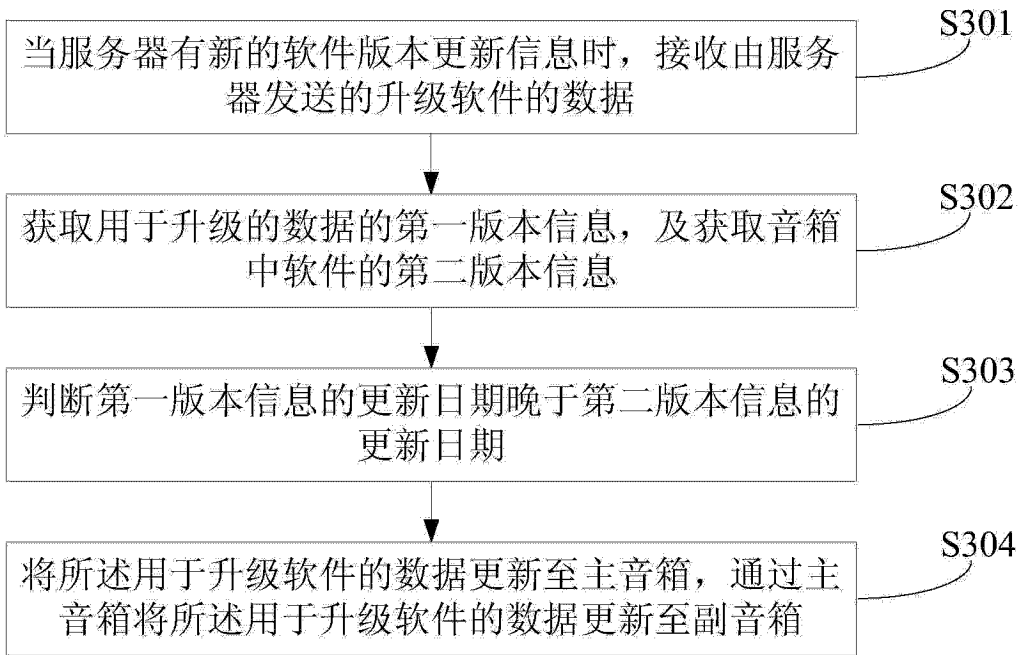 S301
当服务器有新的软件版本更新信息时，接收由服务
器发送的升级软件的数据
S302
获取用于升级的数据的第一版本信息，及获取音箱
中软件的第二版本信息
S303
判断第一版本信息的更新日期晚于第二版本信息的
更新日期
S304
将所述用于升级软件的数据更新至主音箱，通过主
音箱将所述用于升级软件的数据更新至副音箱